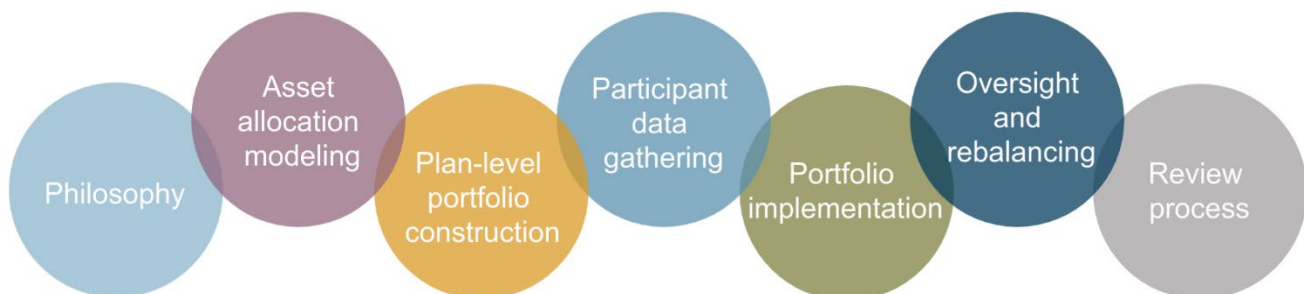 Philosophy
Asset
allocation
modeling
Plan-level
portfolio
construction
Participant
data
gathering
Portfolio
implementation
Oversight
and
rebalancing
Review
process